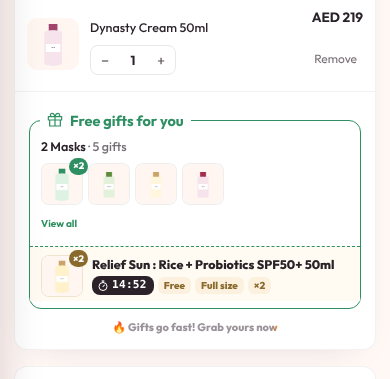 AED 219
Dynasty Cream 50ml
− 1 +
Remove
Free gifts for you
2 Masks · 5 gifts
×2
View all
×2
Relief Sun : Rice + Probiotics SPF50+ 50ml
14:52 Free Full size ×2
🔥 Gifts go fast! Grab yours now